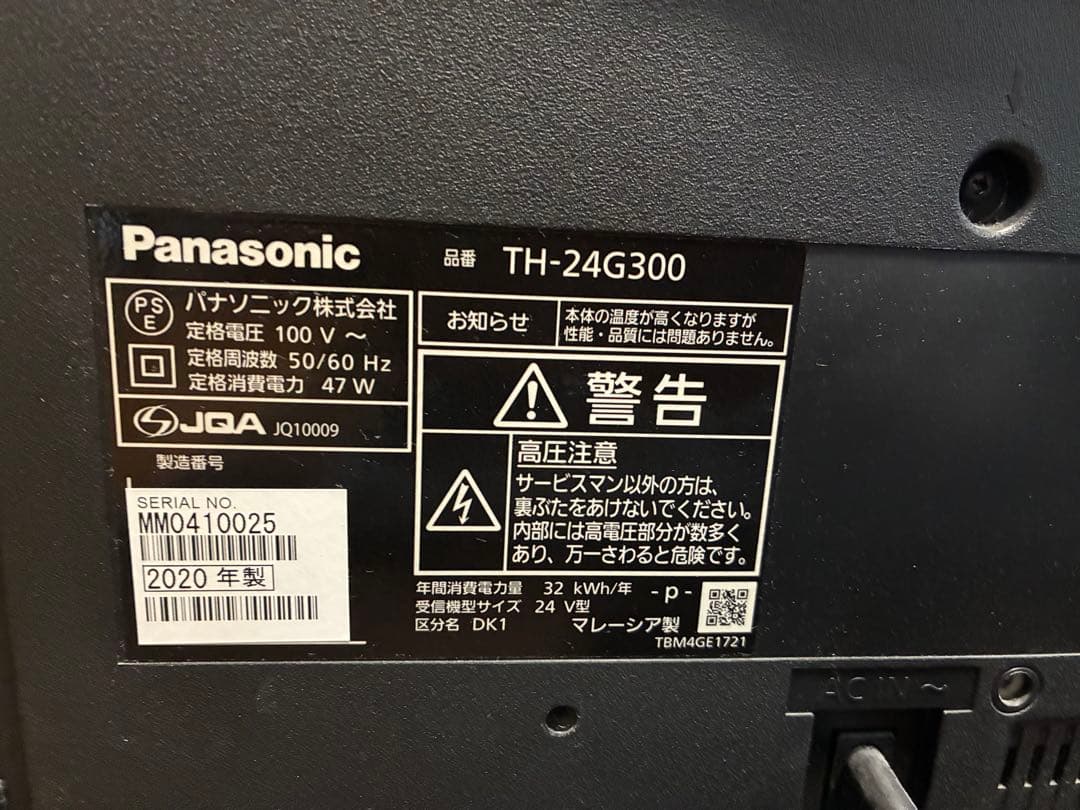 Panasonic 品番 TH-24G300
PS
E
パナソニック株式会社
定格電圧 100 V ～
定格周波数 50/60 Hz
定格消費電力 47 W
JQA JQ10009
製造番号
SERIAL NO.
MM0410025
2020 年製
お知らせ
本体の温度が高くなりますが
性能・品質には問題ありません。
警告
高圧注意
サービスマン以外の方は、
裏ぶたをあけないでください。
内部には高電圧部分が数多く
あり、万一さわると危険です。
年間消費電力量 32 kWh/年 -p-
受信機型サイズ 24 V型
区分名 DK1 マレーシア製
TBM4GE1721
AC IN ～